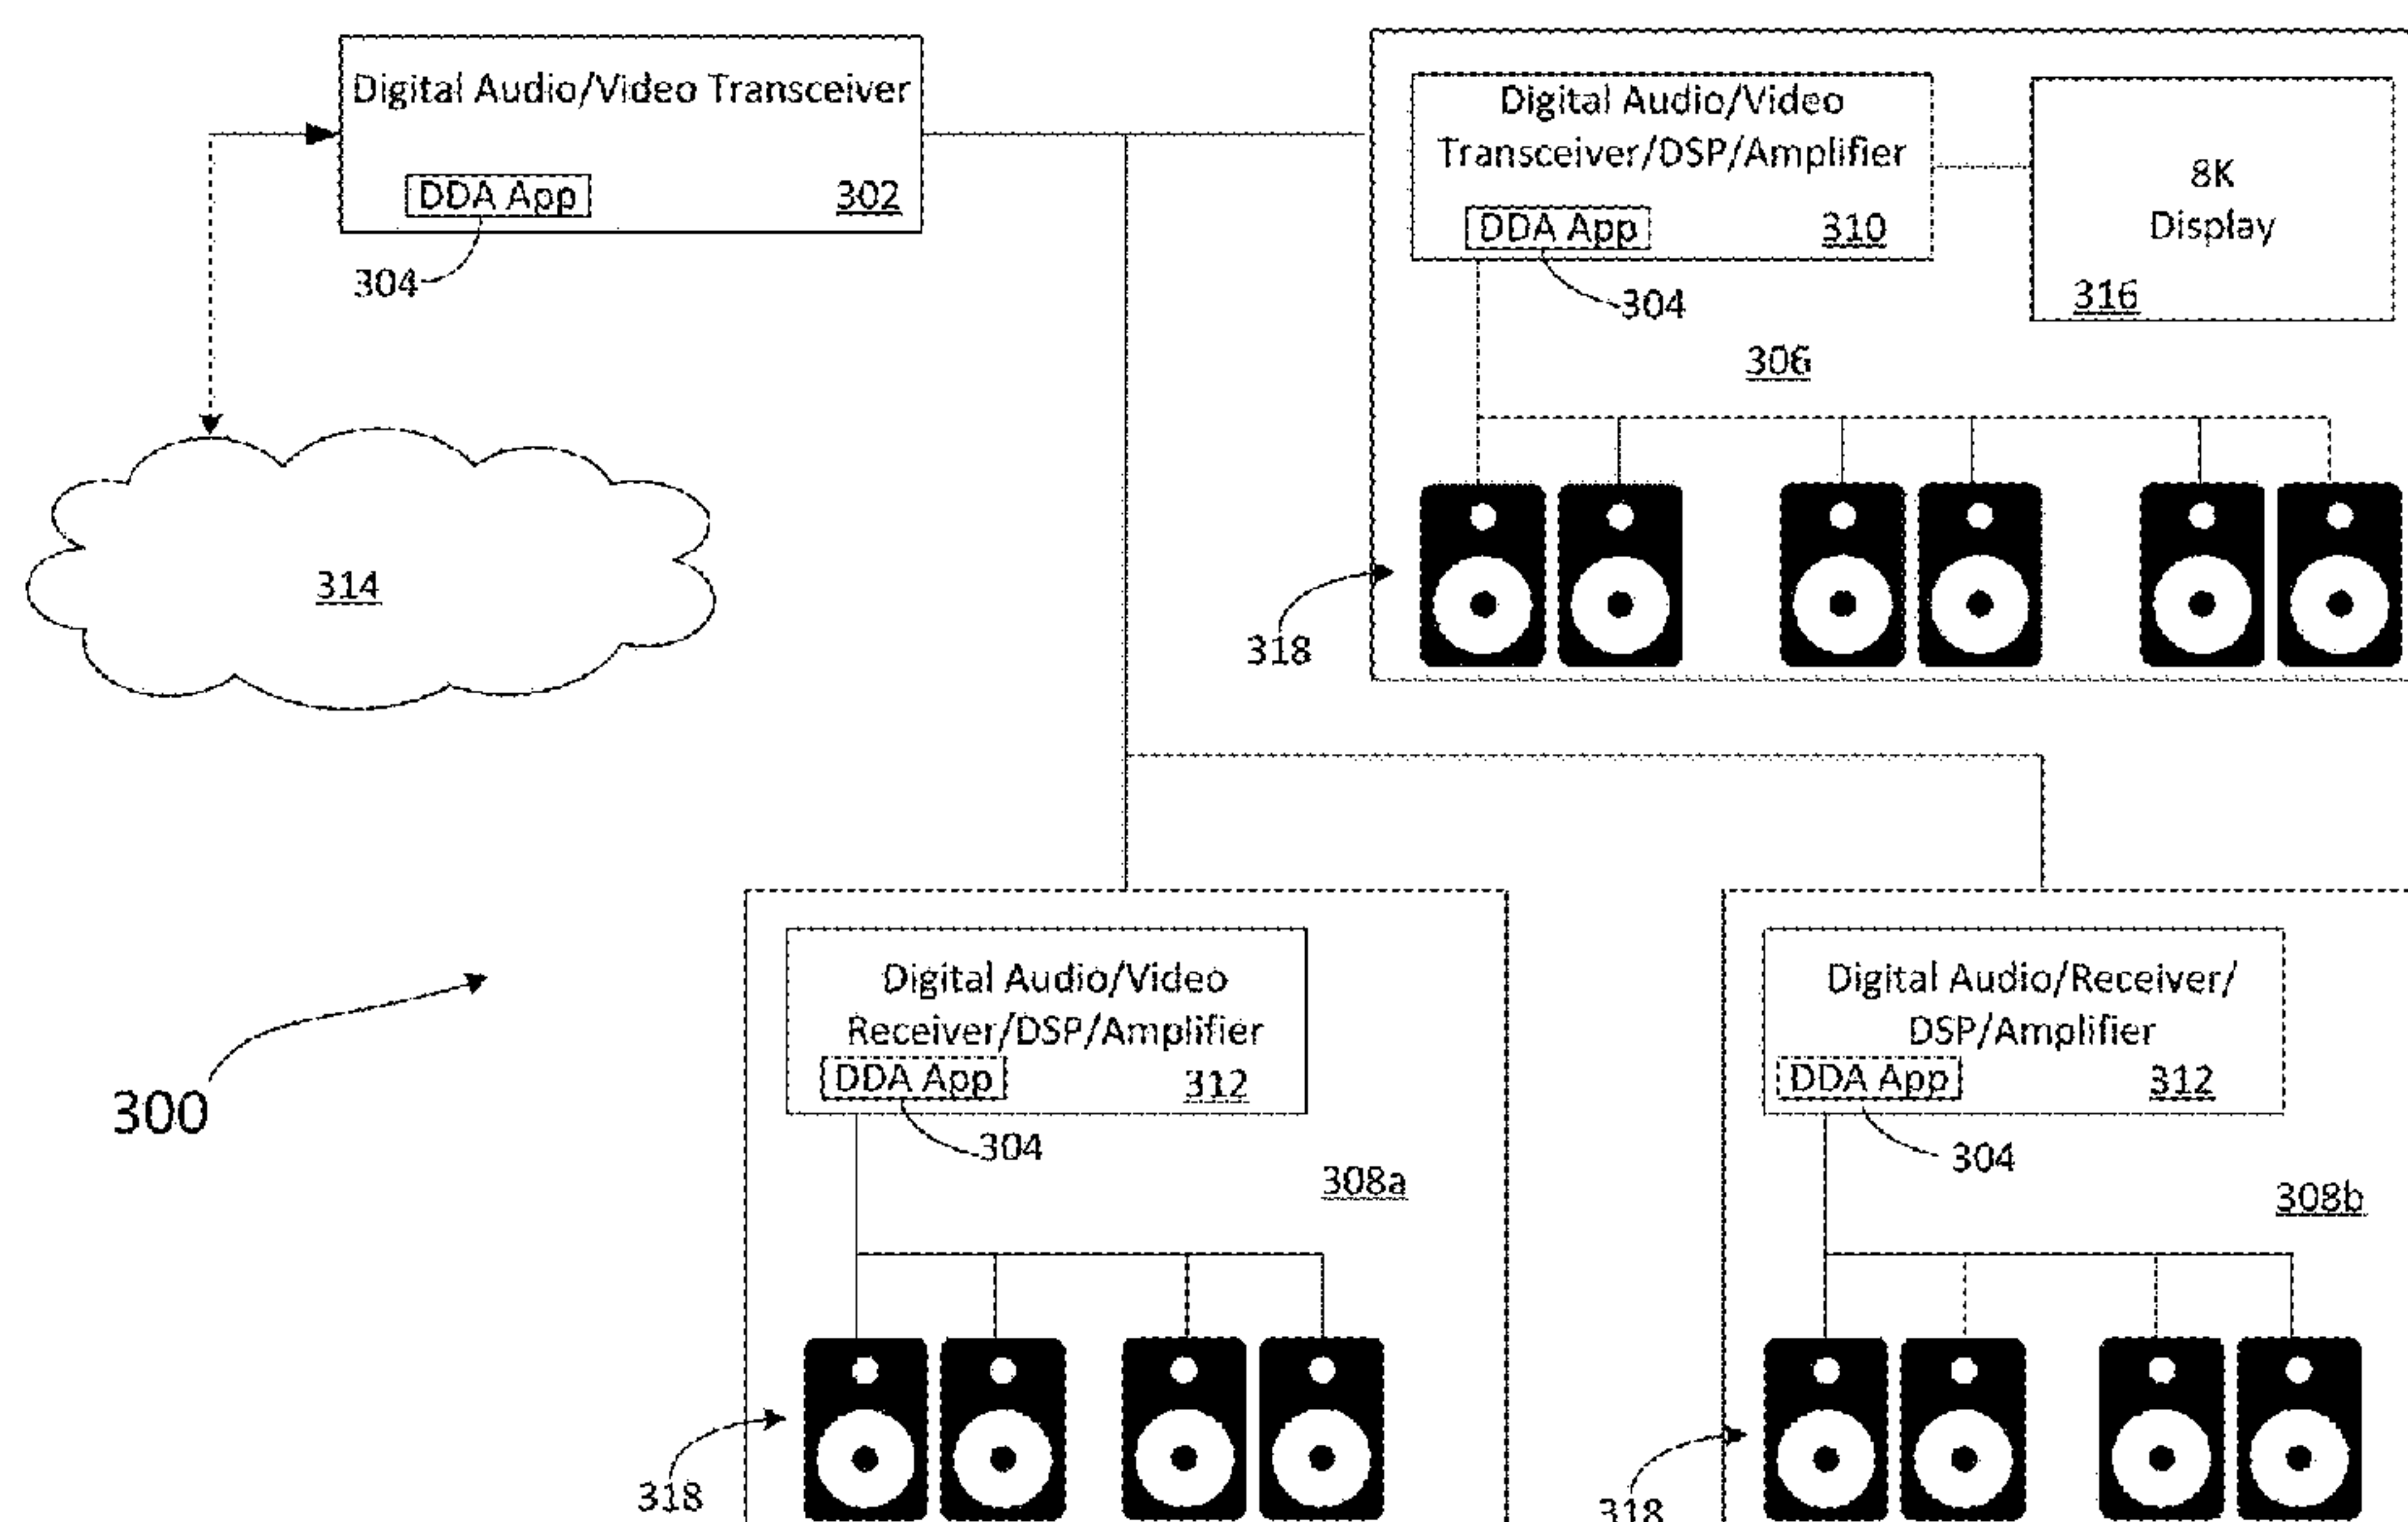 Digital Audio/Video Transceiver
DDA App
302
304
Digital Audio/Video
Transceiver/DSP/Amplifier
DDA App
310
304
8K
Display
316
306
314
318
300
Digital Audio/Video
Receiver/DSP/Amplifier
DDA App
312
304
308a
318
Digital Audio/Receiver/
DSP/Amplifier
DDA App
312
304
308b
318